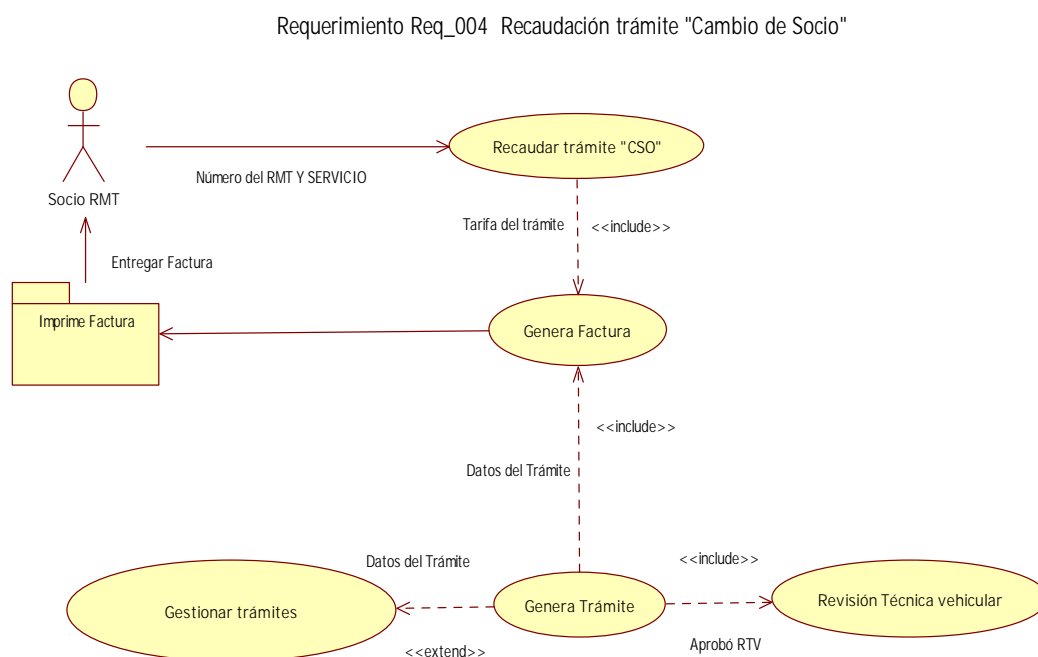 Requerimiento Req_004 Recaudación trámite "Cambio de Socio"
Recaudar trámite "CSO"
Número del RMT Y SERVICIO
Socio RMT
Tarifa del trámite
<<include>>
Entregar Factura
Imprime Factura
Genera Factura
<<include>>
Datos del Trámite
Datos del Trámite
<<include>>
Gestionar trámites
Genera Trámite
Revisión Técnica vehicular
Aprobó RTV
<<extend>>